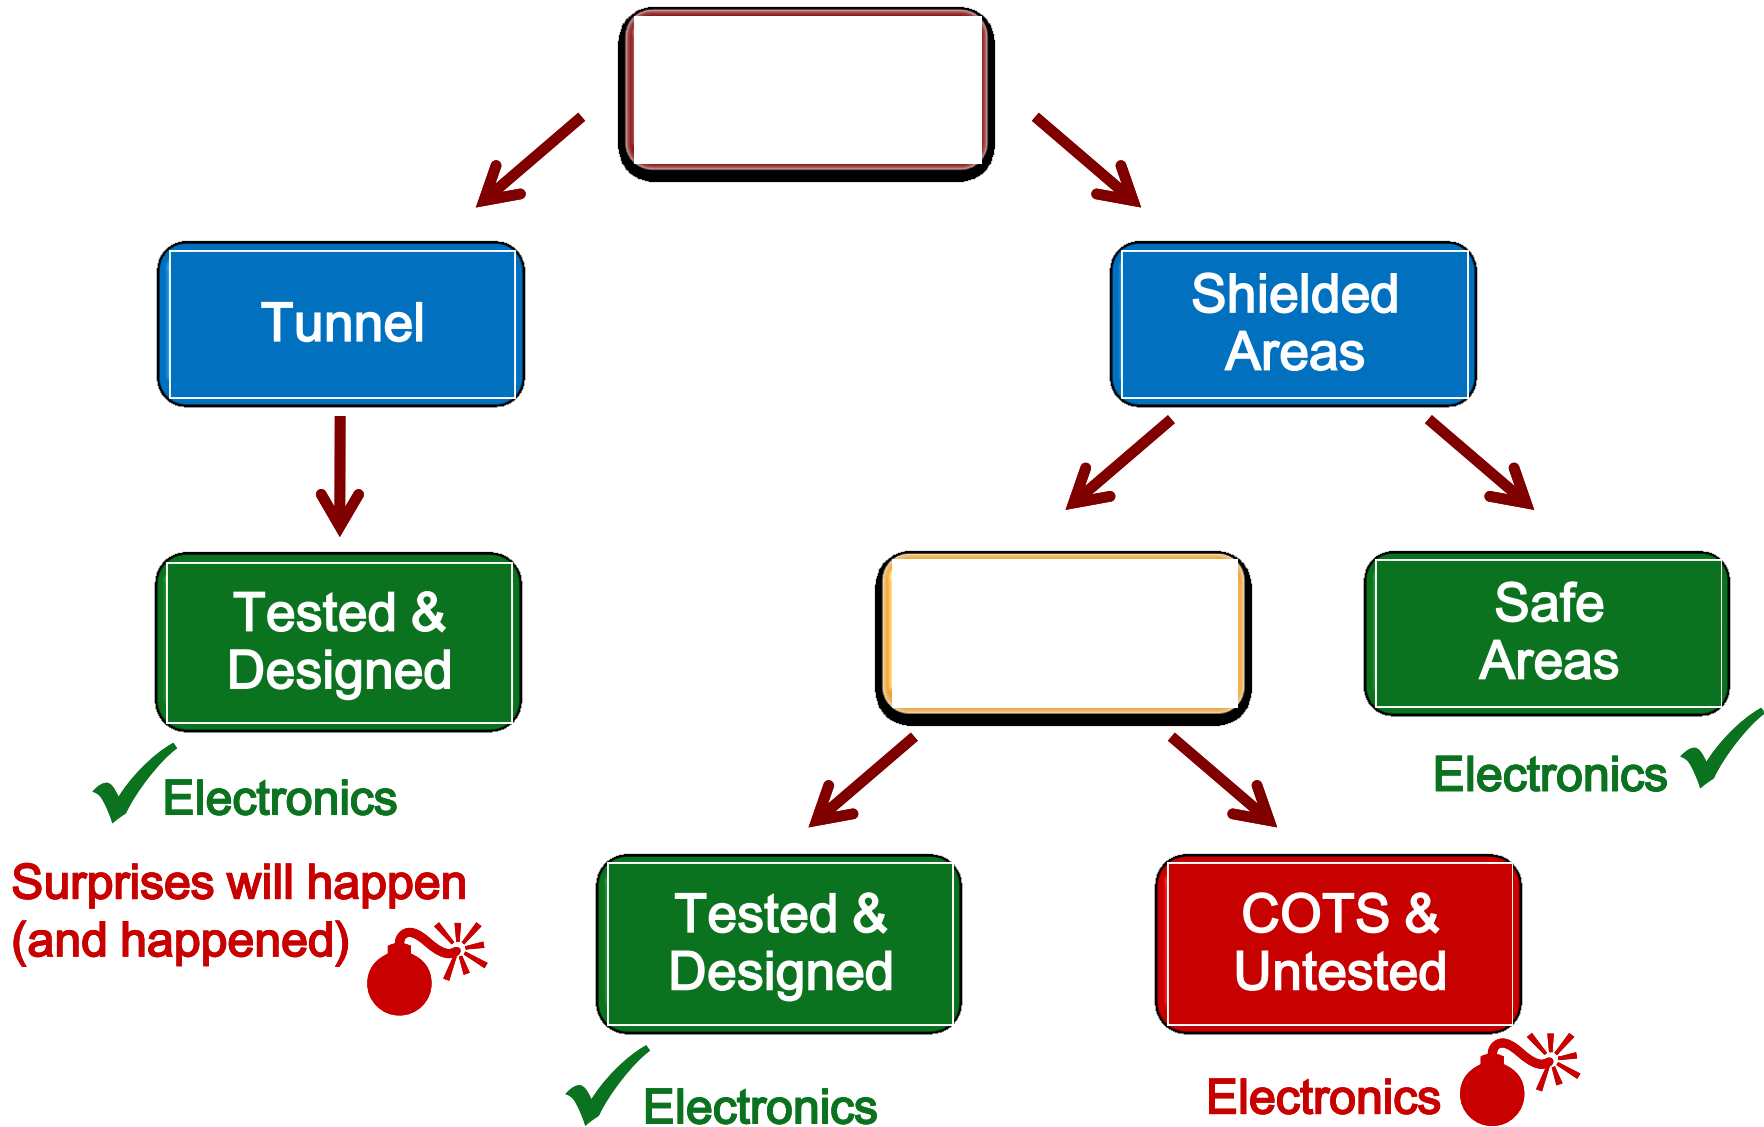 Tunnel
Shielded
Areas
Tested &
Designed
Safe
Areas
Electronics
Electronics
Surprises will happen
(and happened)
Tested &
Designed
COTS &
Untested
Electronics
Electronics